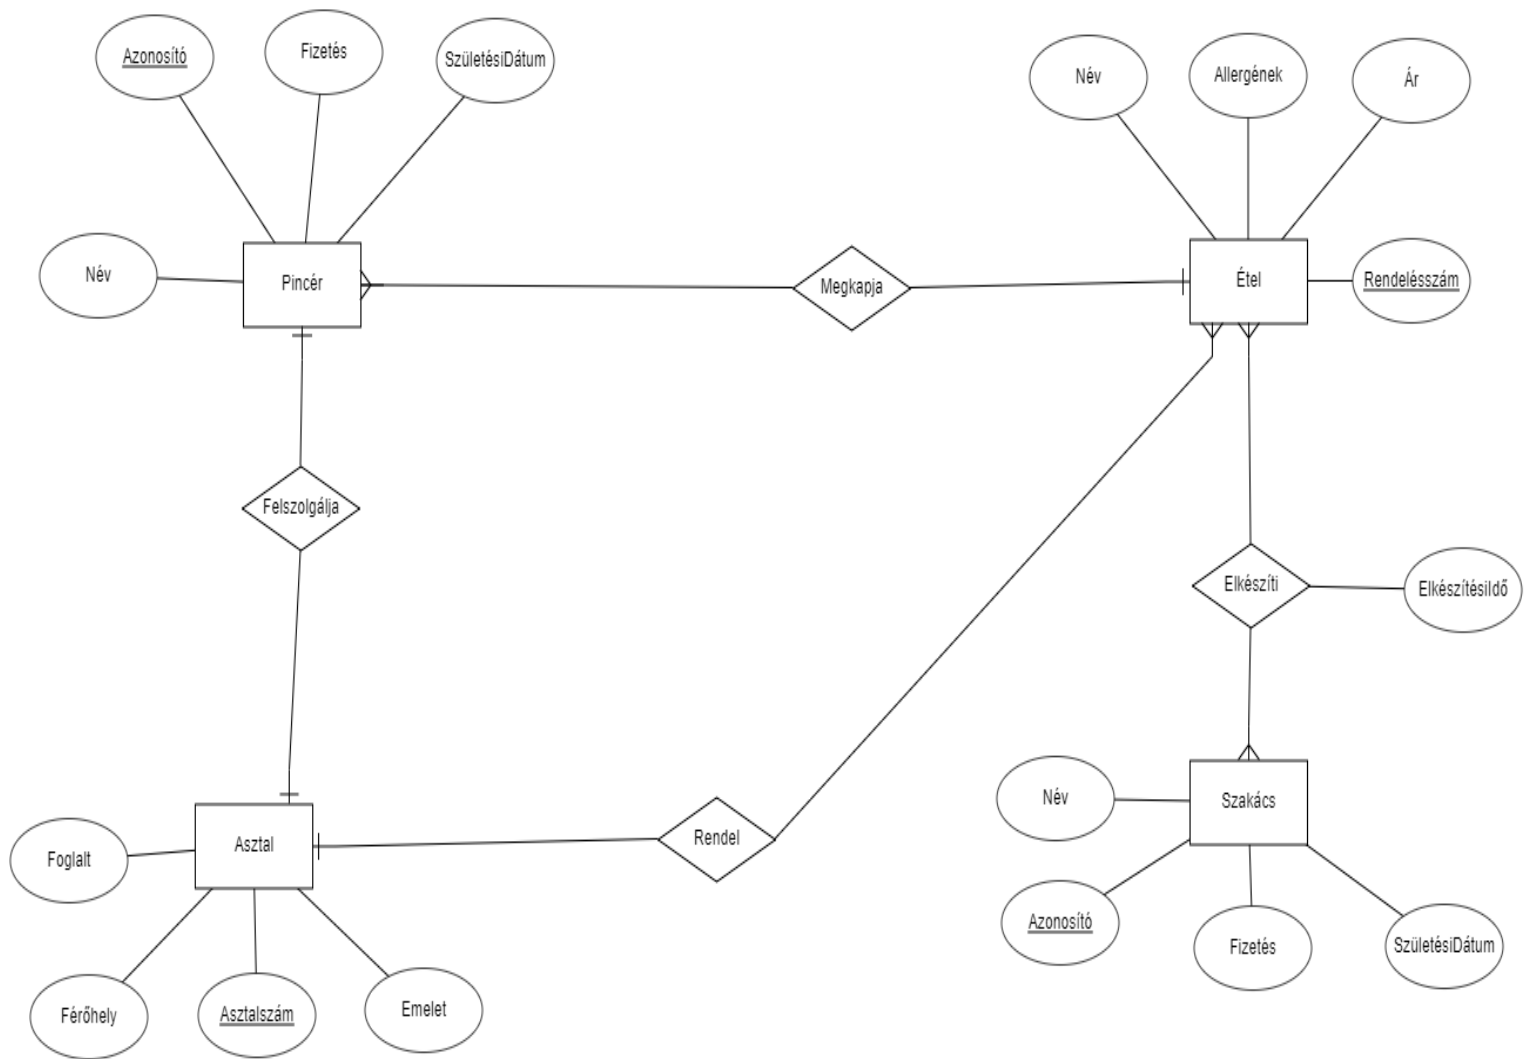 Azonosító
Fizetés
SzületésiDátum
Név
Allergének
Ár
Név
Pincér
Megkapja
Étel
Rendelésszám
Felszolgálja
Elkészíti
ElkészítésiIdő
Foglalt
Asztal
Rendel
Név
Szakács
Azonosító
Fizetés
SzületésiDátum
Férőhely
Asztalszám
Emelet